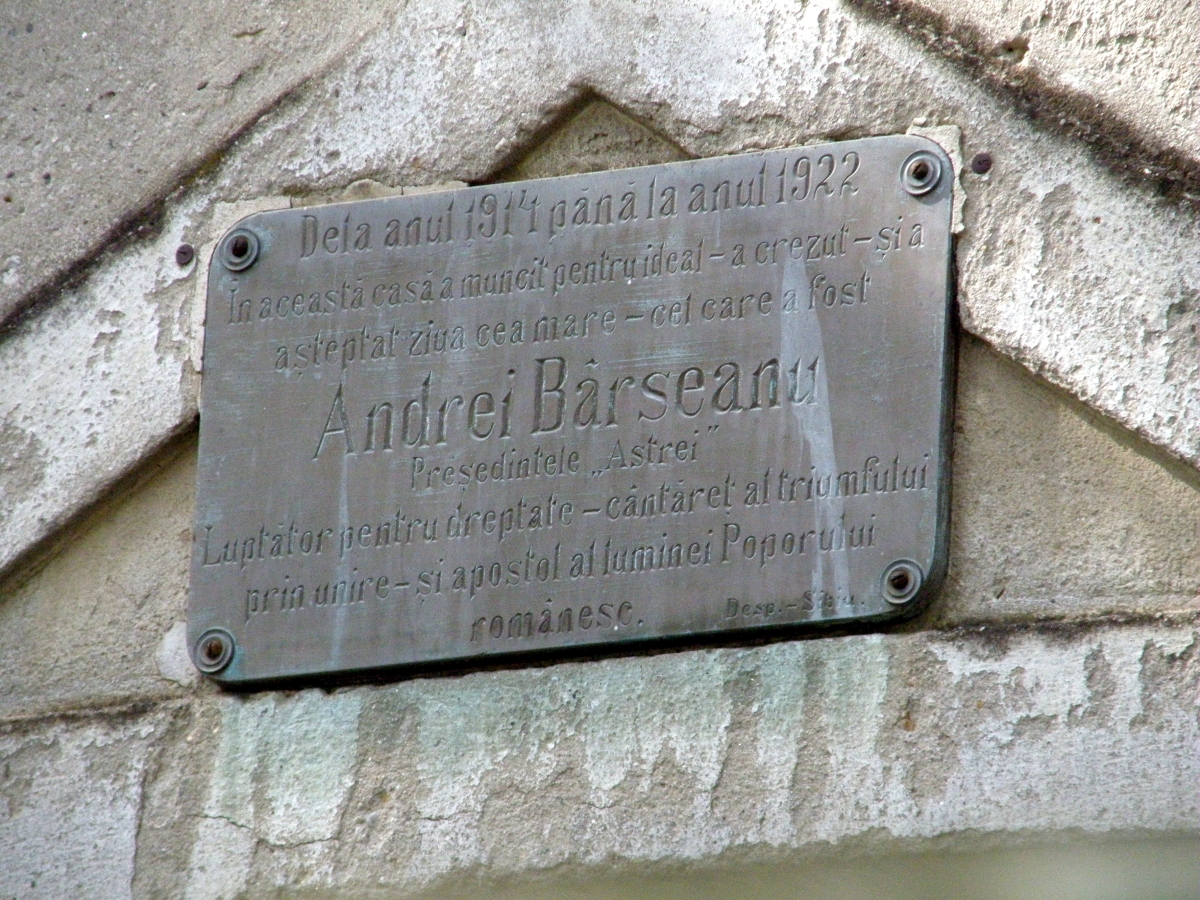 Dela anul 1914 până la anul 1922
În această casă a muncit pentru ideal – a crezut – și a
așteptat ziua cea mare – cel care a fost
Andrei Bârseanu
Președintele „Astrei”
Luptător pentru dreptate – cântăreț al triumfului
prin unire – și apostol al luminei Poporului
românesc.
Desp. – Sibiu.